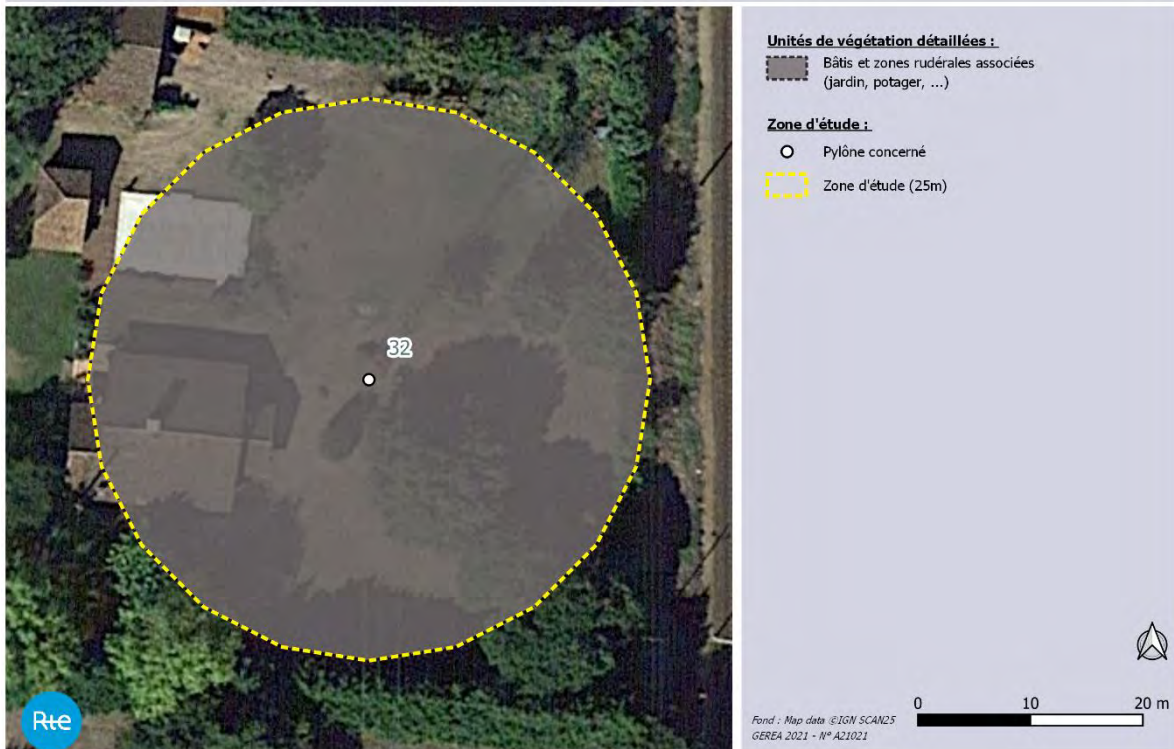 32
Rte
Unités de végétation détaillées :
Bâtis et zones rudérales associées
(jardin, potager, ...)
Zone d'étude :
Pylône concerné
Zone d'étude (25m)
0 10 20 m
Fond : Map data ©IGN SCAN25
GEREA 2021 - N° A21021